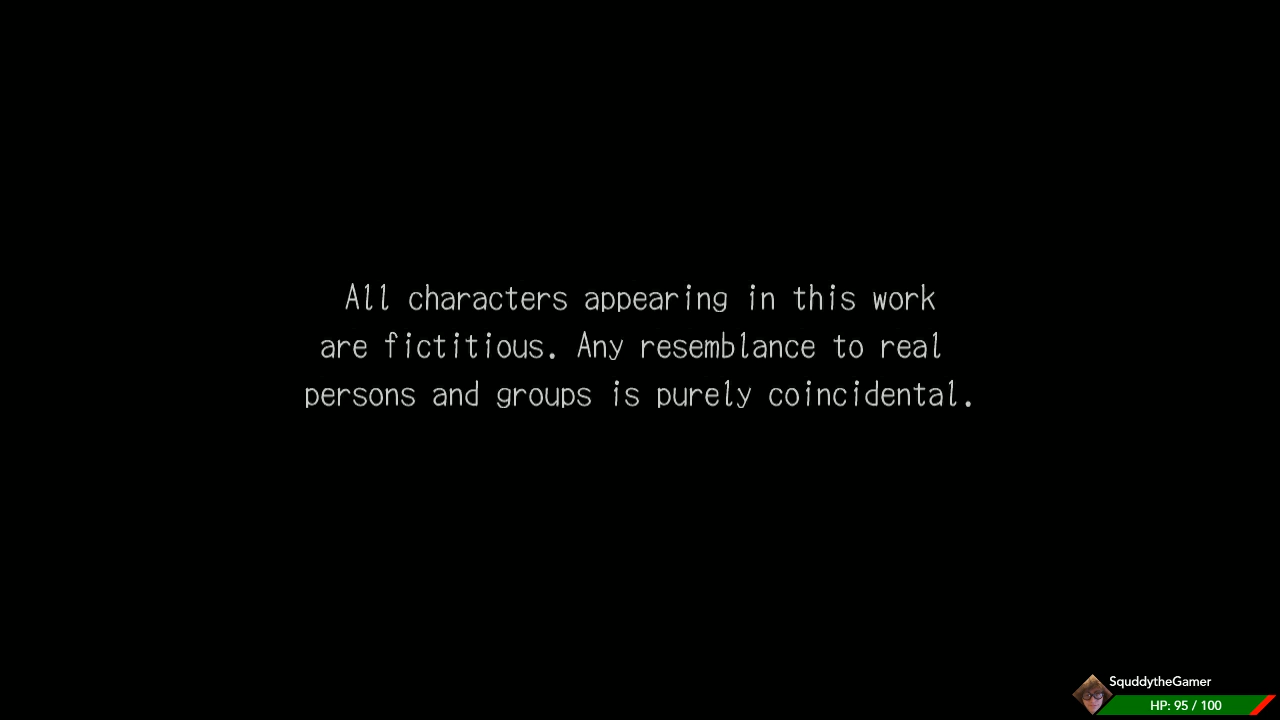 All characters appearing in this work
are fictitious. Any resemblance to real
persons and groups is purely coincidental.
SquddytheGamer
HP: 95 / 100